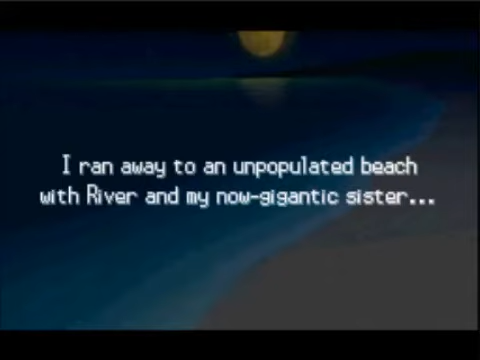 I ran away to an unpopulated beach
with River and my now-gigantic sister...